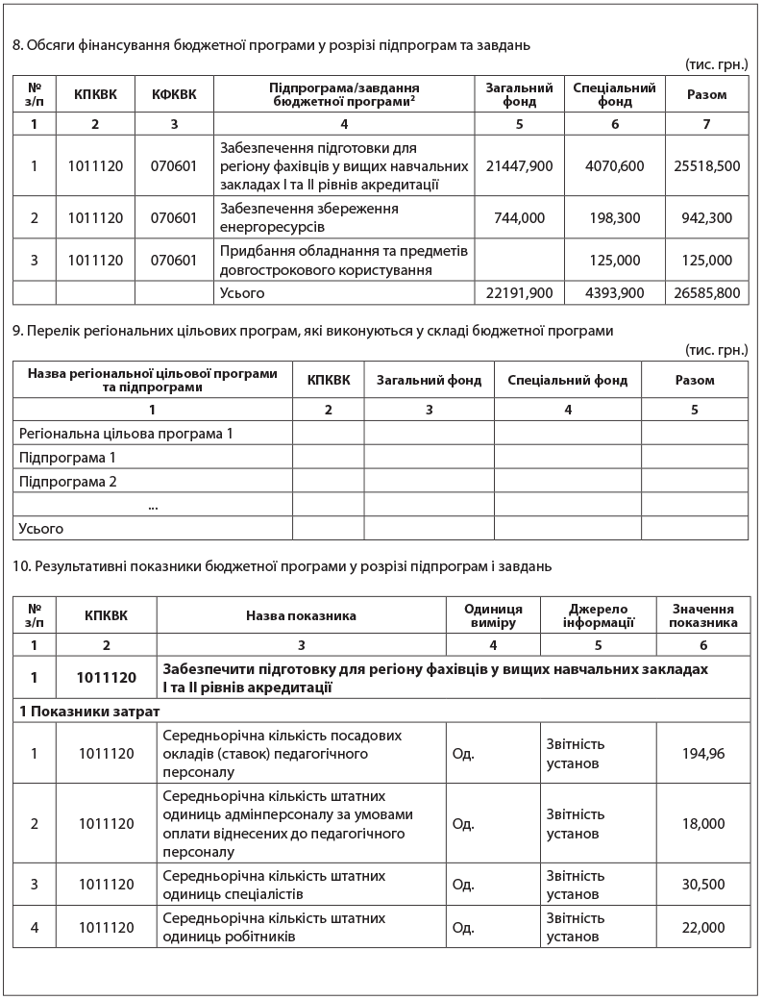 8. Обсяги фінансування бюджетної програми у розрізі підпрограм та завдань
(тис. грн.)
№ з/п КПКВК КФКВК Підпрограма/завдання бюджетної програми² Загальний фонд Спеціальний фонд Разом
1 2 3 4 5 6 7
1 1011120 070601 Забезпечення підготовки для регіону фахівців у вищих навчальних закладах І та ІІ рівнів акредитації 21447,900 4070,600 25518,500
2 1011120 070601 Забезпечення збереження енергоресурсів 744,000 198,300 942,300
3 1011120 070601 Придбання обладнання та предметів довгострокового користування 125,000 125,000
Усього 22191,900 4393,900 26585,800
9. Перелік регіональних цільових програм, які виконуються у складі бюджетної програми
(тис. грн.)
Назва регіональної цільової програми та підпрограми КПКВК Загальний фонд Спеціальний фонд Разом
1 2 3 4 5
Регіональна цільова програма 1
Підпрограма 1
Підпрограма 2
...
Усього
10. Результативні показники бюджетної програми у розрізі підпрограм і завдань
№ з/п КПКВК Назва показника Одиниця виміру Джерело інформації Значення показника
1 2 3 4 5 6
1 1011120 Забезпечити підготовку для регіону фахівців у вищих навчальних закладах І та ІІ рівнів акредитації
1 Показники затрат
1 1011120 Середньорічна кількість посадових окладів (ставок) педагогічного персоналу Од. Звітність установ 194,96
2 1011120 Середньорічна кількість штатних одиниць адмінперсоналу за умовами оплати віднесених до педагогічного персоналу Од. Звітність установ 18,000
3 1011120 Середньорічна кількість штатних одиниць спеціалістів Од. Звітність установ 30,500
4 1011120 Середньорічна кількість штатних одиниць робітників Од. Звітність установ 22,000